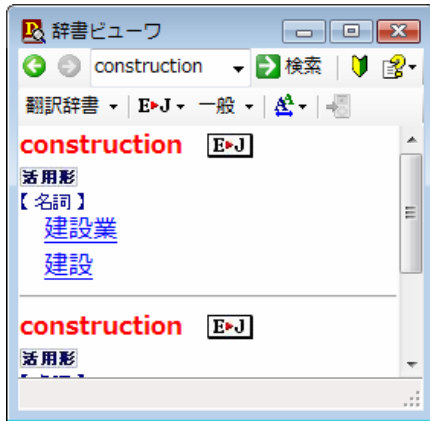 辞書ビューワ
construction 検索
翻訳辞書 E▸J 一般 A
construction E▸J
活用形
【名詞】
建設業
建設
construction E▸J
活用形